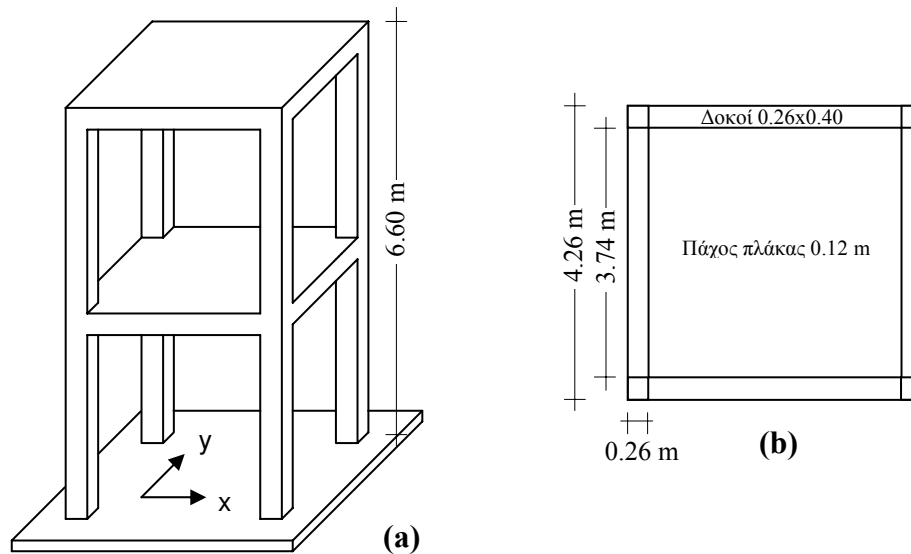 6.60 m
y
x
(a)
Δοκοί 0.26x0.40
4.26 m
3.74 m
Πάχος πλάκας 0.12 m
0.26 m
(b)